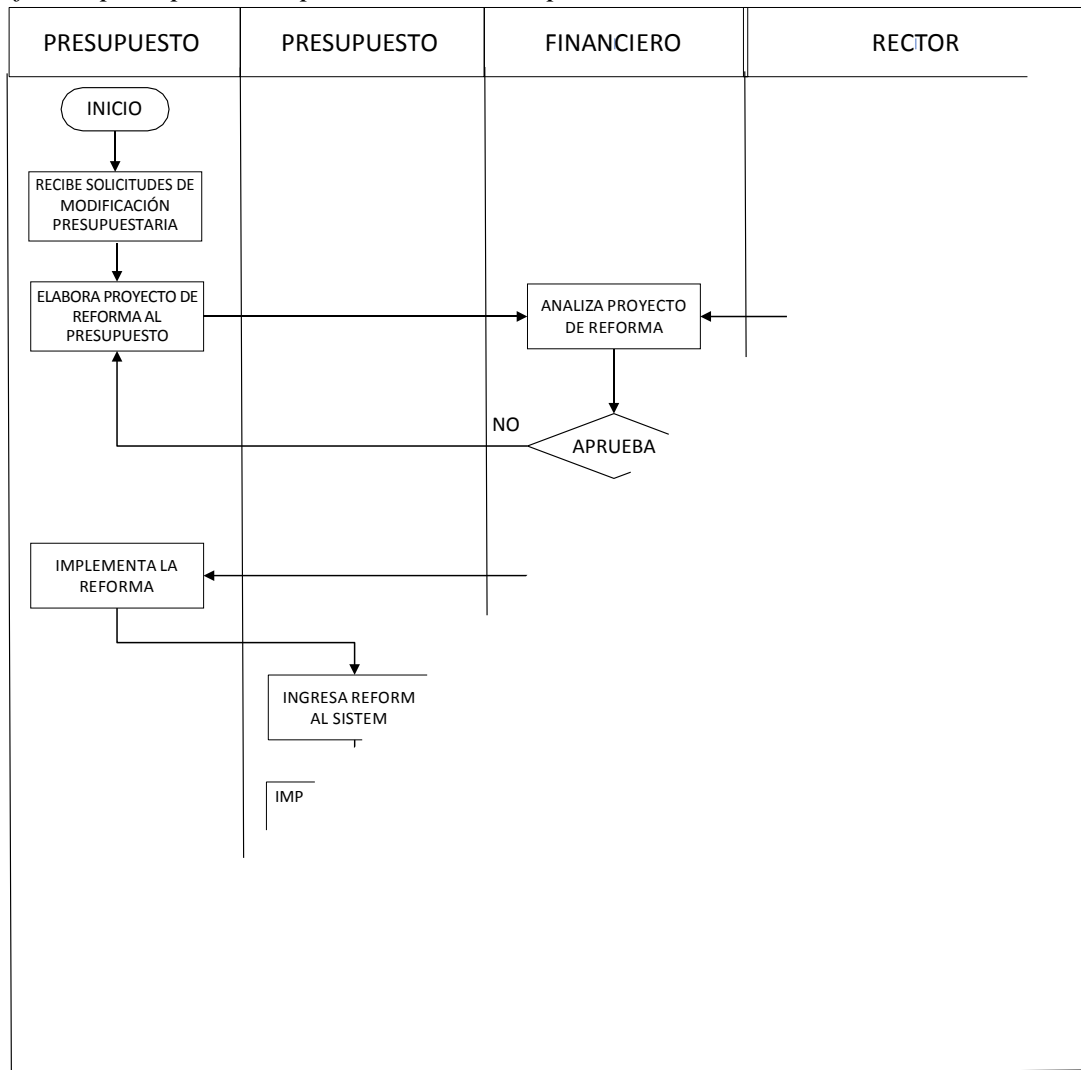 PRESUPUESTO
PRESUPUESTO
FINANCIERO
RECTOR
INICIO
RECIBE SOLICITUDES DE
MODIFICACIÓN
PRESUPUESTARIA
ELABORA PROYECTO DE
REFORMA AL
PRESUPUESTO
ANALIZA PROYECTO
DE REFORMA
NO
APRUEBA
IMPLEMENTA LA
REFORMA
INGRESA REFORM
AL SISTEM
IMP